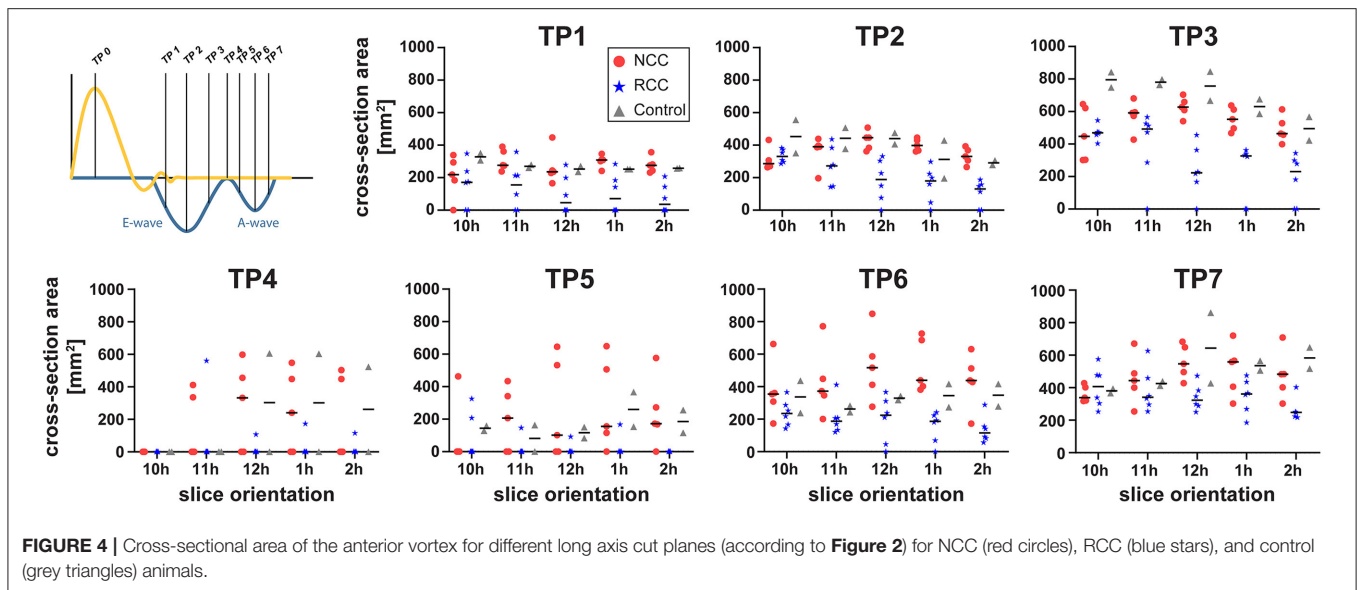 TP 0
TP 1
TP 2
TP 3
TP 4
TP 5
TP 6
TP 7
E-wave
A-wave
TP1
cross-section area
[mm²]
1000
800
600
400
200
0
10h 11h 12h 1h 2h
NCC
RCC
Control
TP2
1000
800
600
400
200
0
10h 11h 12h 1h 2h
TP3
1000
800
600
400
200
0
10h 11h 12h 1h 2h
TP4
cross-section area
[mm²]
1000
800
600
400
200
0
10h 11h 12h 1h 2h
slice orientation
TP5
1000
800
600
400
200
0
10h 11h 12h 1h 2h
slice orientation
TP6
1000
800
600
400
200
0
10h 11h 12h 1h 2h
slice orientation
TP7
1000
800
600
400
200
0
10h 11h 12h 1h 2h
slice orientation
FIGURE 4 | Cross-sectional area of the anterior vortex for different long axis cut planes (according to Figure 2) for NCC (red circles), RCC (blue stars), and control
(grey triangles) animals.